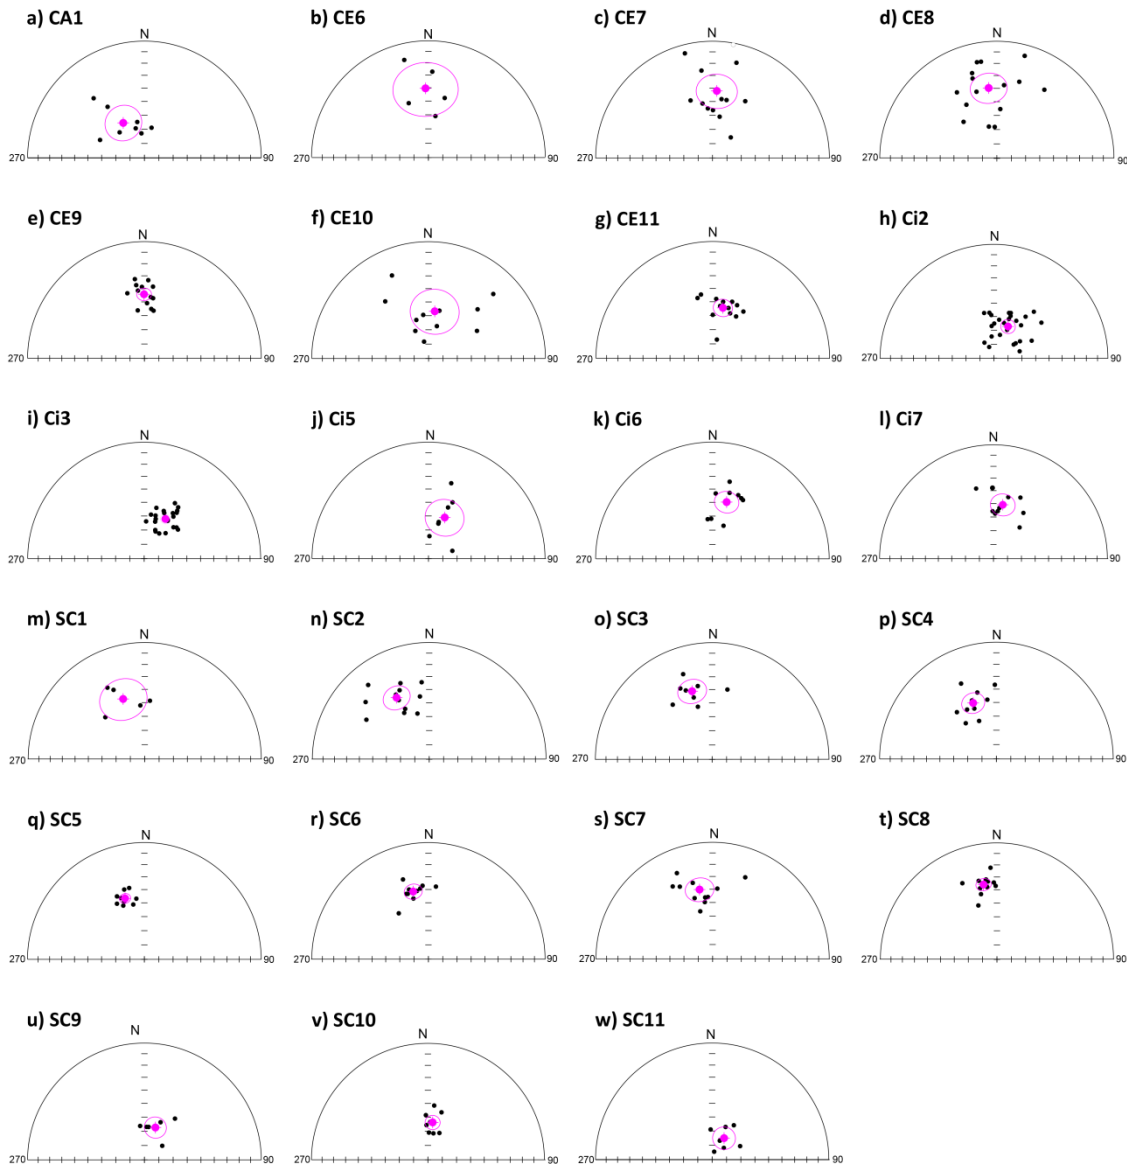 a) CA1 b) CE6 c) CE7 d) CE8
N N N N
270 90 270 90 270 90 270 90
e) CE9 f) CE10 g) CE11 h) Ci2
N N N N
270 90 270 90 270 90 270 90
i) Ci3 j) Ci5 k) Ci6 l) Ci7
N N N N
270 90 270 90 270 90 270 90
m) SC1 n) SC2 o) SC3 p) SC4
N N N N
270 90 270 90 270 90 270 90
q) SC5 r) SC6 s) SC7 t) SC8
N N N N
270 90 270 90 270 90 270 90
u) SC9 v) SC10 w) SC11
N N N
270 90 270 90 270 90